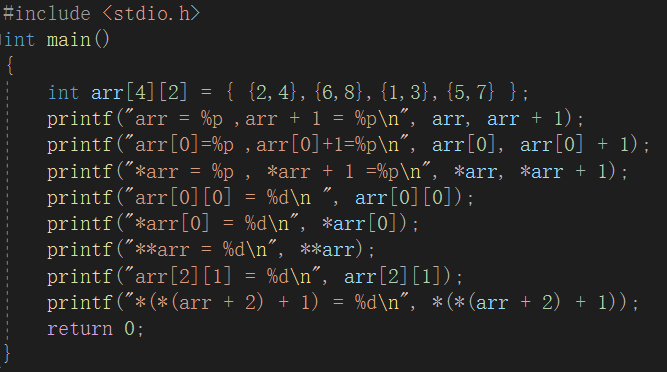 #include <stdio.h>
int main()
{
    int arr[4][2] = { {2,4},{6,8},{1,3},{5,7} };
    printf("arr = %p ,arr + 1 = %p\n", arr, arr + 1);
    printf("arr[0]=%p ,arr[0]+1=%p\n", arr[0], arr[0] + 1);
    printf("*arr = %p , *arr + 1 =%p\n", *arr, *arr + 1);
    printf("arr[0][0] = %d\n ", arr[0][0]);
    printf("*arr[0] = %d\n", *arr[0]);
    printf("**arr = %d\n", **arr);
    printf("arr[2][1] = %d\n", arr[2][1]);
    printf("*(*(arr + 2) + 1) = %d\n", *(*(arr + 2) + 1));
    return 0;
}